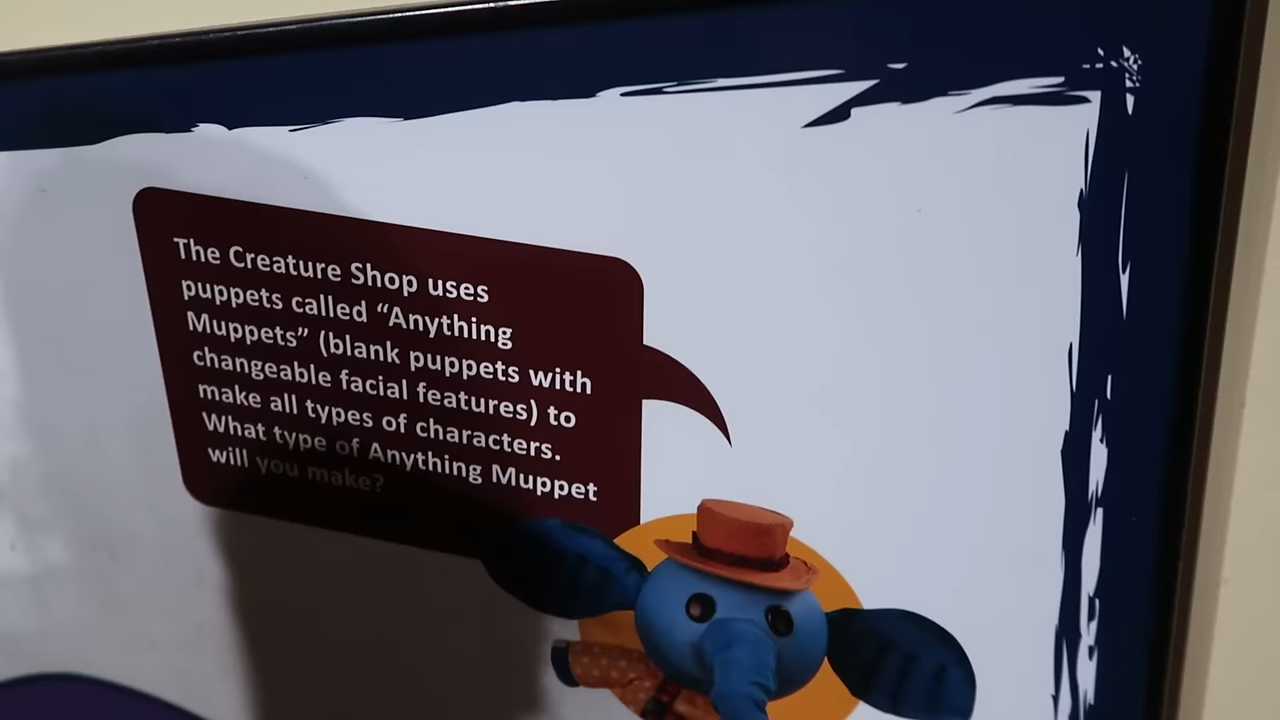 The Creature Shop uses
puppets called “Anything
Muppets” (blank puppets with
changeable facial features) to
make all types of characters.
What type of Anything Muppet
will you make?